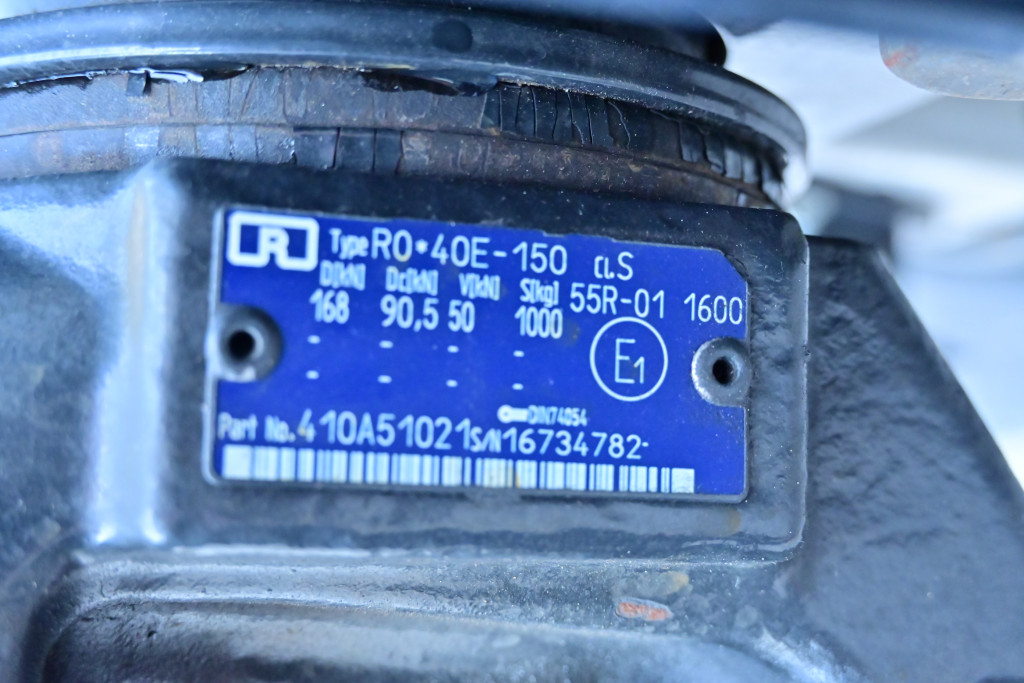 R
Type RO*40E-150 CL.S
D[kN] Dc[kN] V[kN] S[kg] 55R-01 1600
168 90,5 50 1000
- - - -
- - - -
E1
DIN74054
Part No. 410A51021 S/N 16734782-